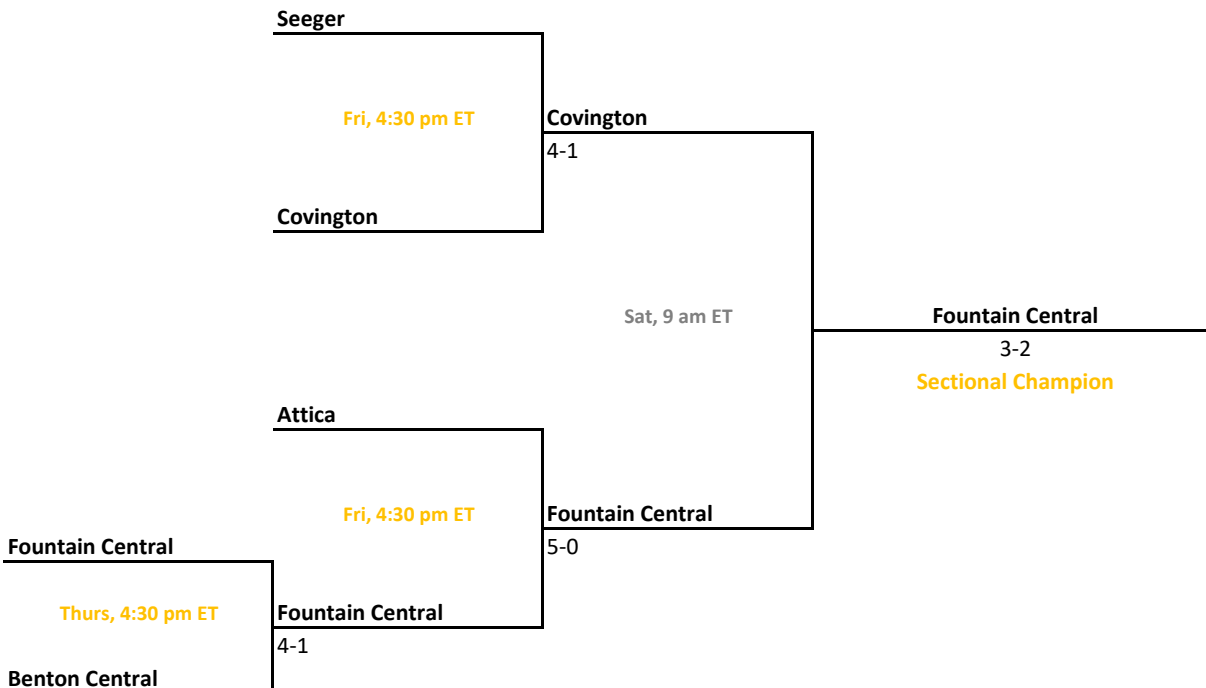 Seeger
Fri, 4:30 pm ET
Covington
4-1
Covington
Sat, 9 am ET
Fountain Central
3-2
Sectional Champion
Attica
Fri, 4:30 pm ET
Fountain Central
5-0
Fountain Central
Thurs, 4:30 pm ET
Fountain Central
4-1
Benton Central